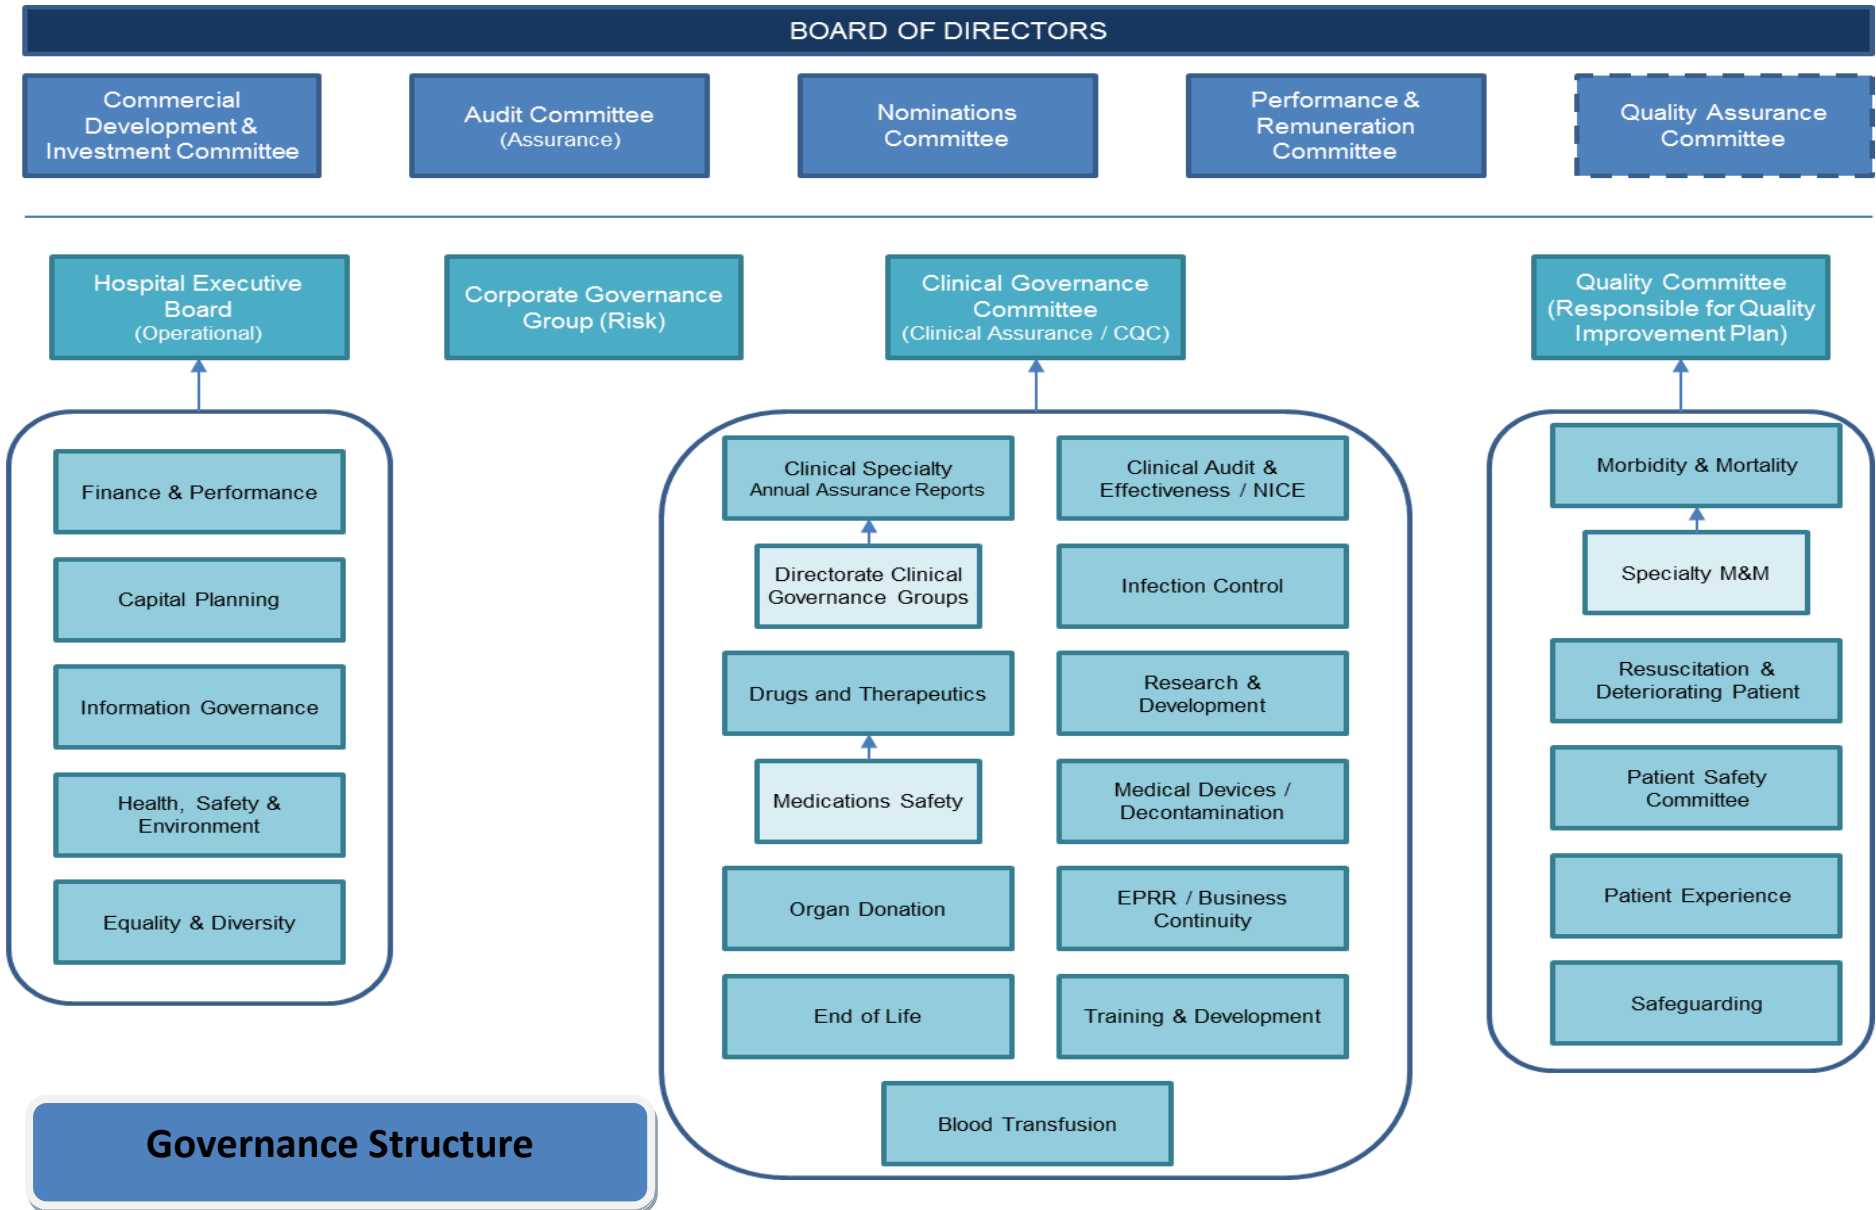 BOARD OF DIRECTORS
Commercial
Development &
Investment Committee
Audit Committee
(Assurance)
Nominations
Committee
Performance &
Remuneration
Committee
Quality Assurance
Committee
Hospital Executive
Board
(Operational)
Corporate Governance
Group (Risk)
Clinical Governance
Committee
(Clinical Assurance / CQC)
Quality Committee
(Responsible for Quality
Improvement Plan)
Finance & Performance
Capital Planning
Information Governance
Health, Safety &
Environment
Equality & Diversity
Clinical Specialty
Annual Assurance Reports
Directorate Clinical
Governance Groups
Drugs and Therapeutics
Medications Safety
Organ Donation
End of Life
Clinical Audit &
Effectiveness / NICE
Infection Control
Research &
Development
Medical Devices /
Decontamination
EPRR / Business
Continuity
Training & Development
Blood Transfusion
Morbidity & Mortality
Specialty M&M
Resuscitation &
Deteriorating Patient
Patient Safety
Committee
Patient Experience
Safeguarding
Governance Structure